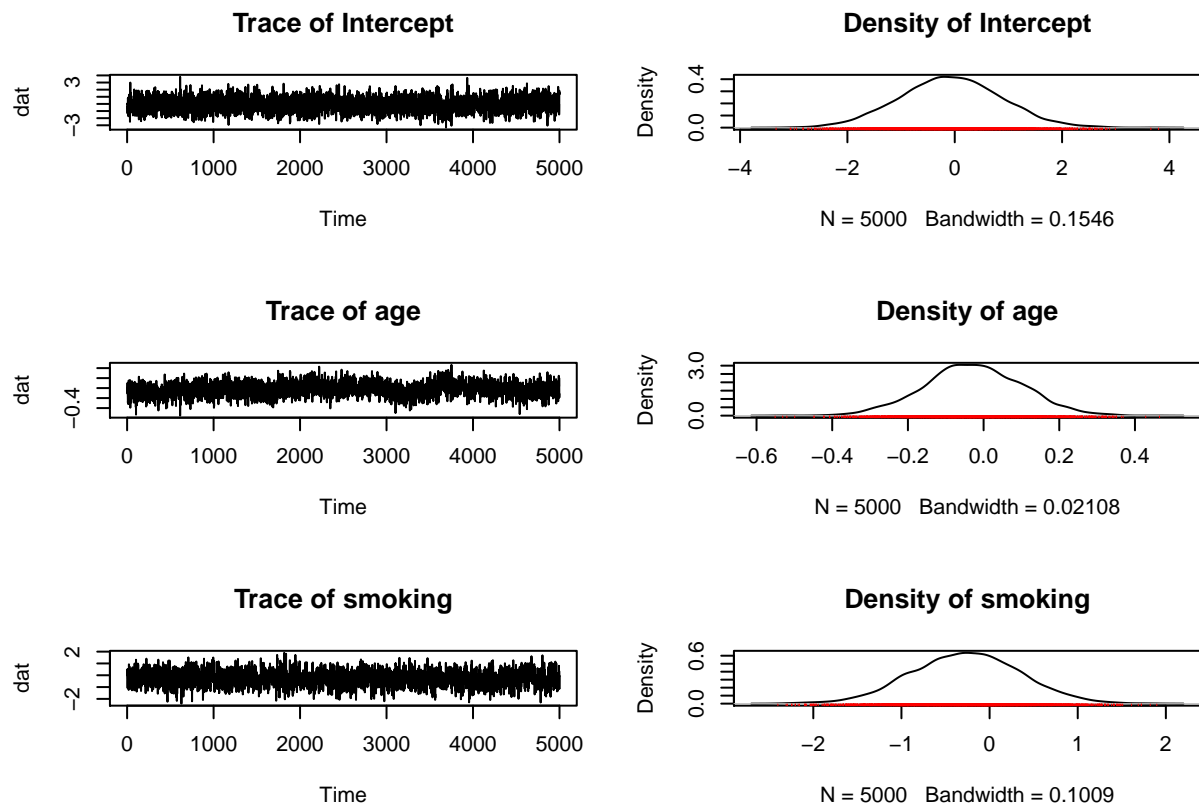 Trace of Intercept
dat
3
−3
0 1000 2000 3000 4000 5000
Time
Density of Intercept
Density
0.4
0.0
−4 −2 0 2 4
N = 5000 Bandwidth = 0.1546
Trace of age
dat
−0.4
0 1000 2000 3000 4000 5000
Time
Density of age
Density
3.0
0.0
−0.6 −0.4 −0.2 0.0 0.2 0.4
N = 5000 Bandwidth = 0.02108
Trace of smoking
dat
2
−2
0 1000 2000 3000 4000 5000
Time
Density of smoking
Density
0.6
0.0
−2 −1 0 1 2
N = 5000 Bandwidth = 0.1009